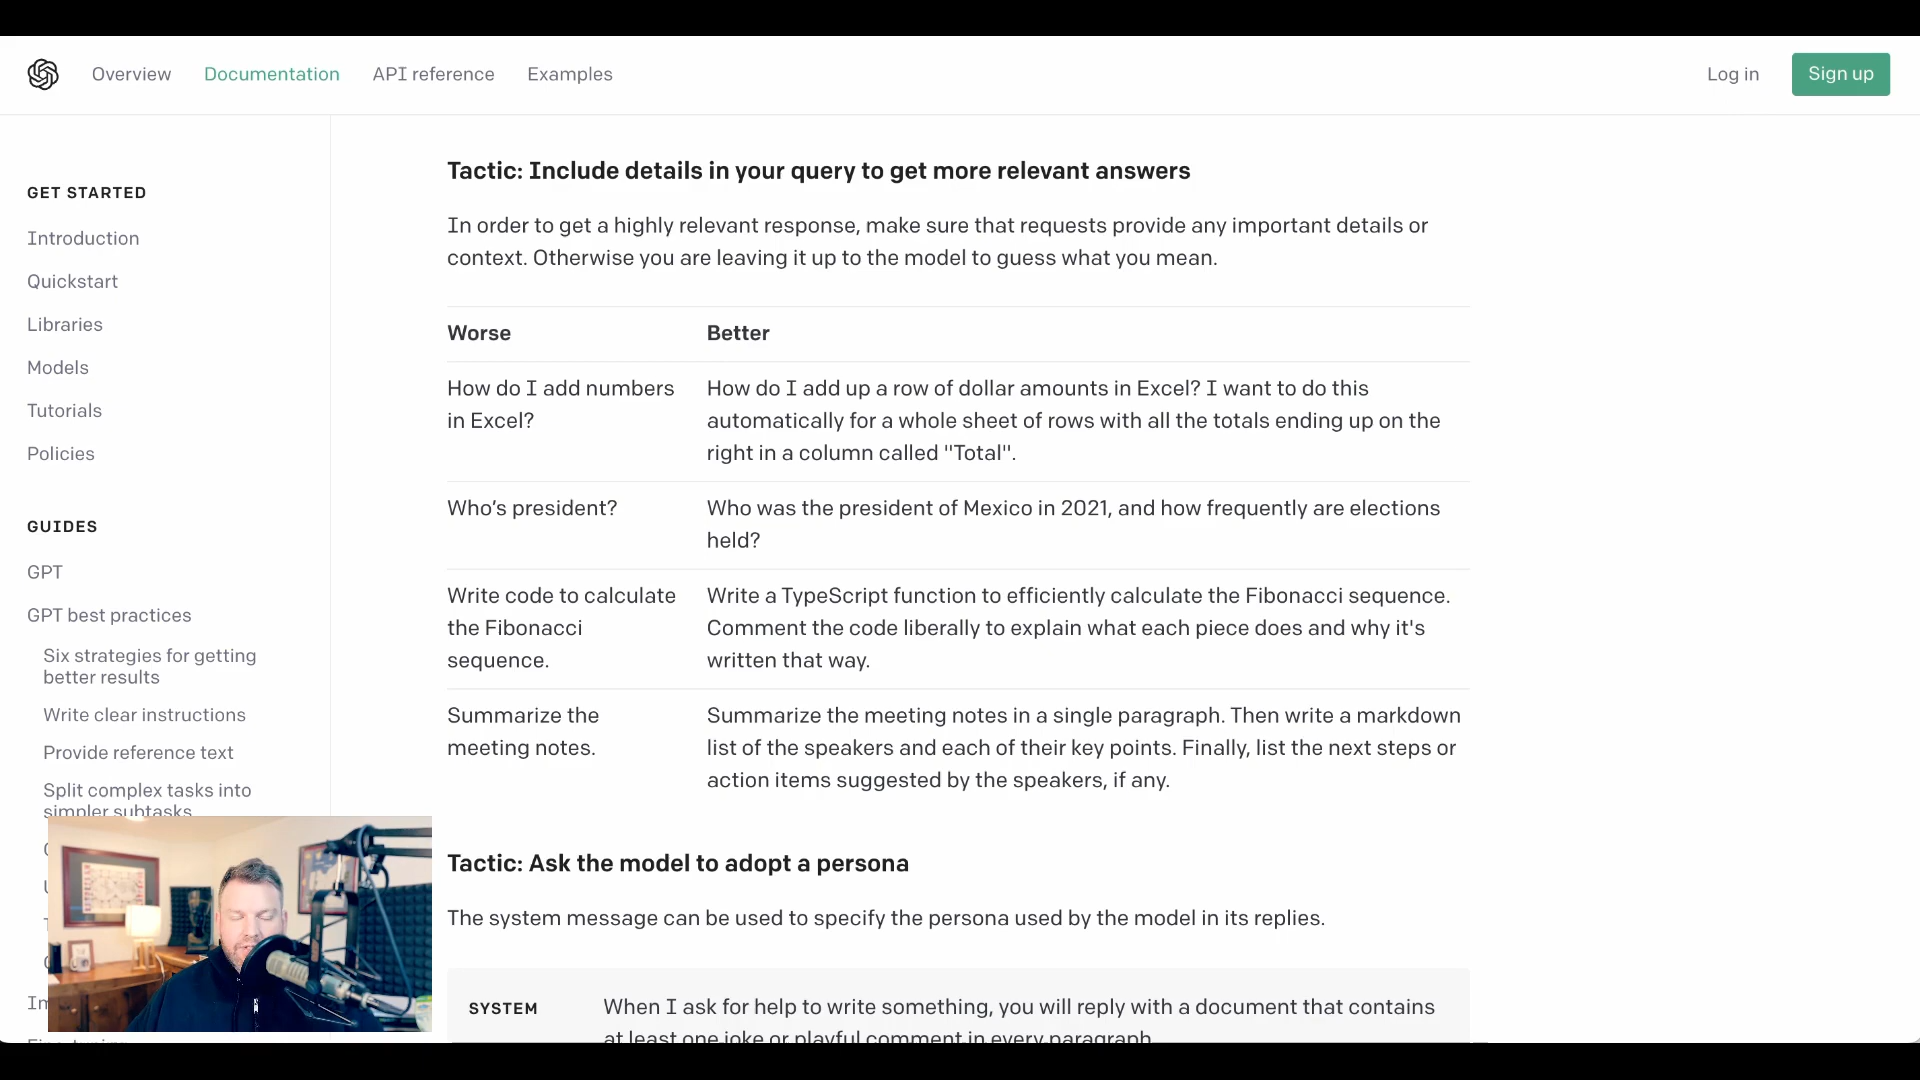 Overview Documentation API reference Examples Log in Sign up
GET STARTED
Introduction
Quickstart
Libraries
Models
Tutorials
Policies
GUIDES
GPT
GPT best practices
Six strategies for getting
better results
Write clear instructions
Provide reference text
Split complex tasks into
simpler subtasks
Tactic: Include details in your query to get more relevant answers
In order to get a highly relevant response, make sure that requests provide any important details or
context. Otherwise you are leaving it up to the model to guess what you mean.
Worse Better
How do I add numbers
in Excel?
How do I add up a row of dollar amounts in Excel? I want to do this
automatically for a whole sheet of rows with all the totals ending up on the
right in a column called "Total".
Who’s president?
Who was the president of Mexico in 2021, and how frequently are elections
held?
Write code to calculate
the Fibonacci
sequence.
Write a TypeScript function to efficiently calculate the Fibonacci sequence.
Comment the code liberally to explain what each piece does and why it's
written that way.
Summarize the
meeting notes.
Summarize the meeting notes in a single paragraph. Then write a markdown
list of the speakers and each of their key points. Finally, list the next steps or
action items suggested by the speakers, if any.
Tactic: Ask the model to adopt a persona
The system message can be used to specify the persona used by the model in its replies.
SYSTEM
When I ask for help to write something, you will reply with a document that contains
at least one joke or playful comment in every paragraph.